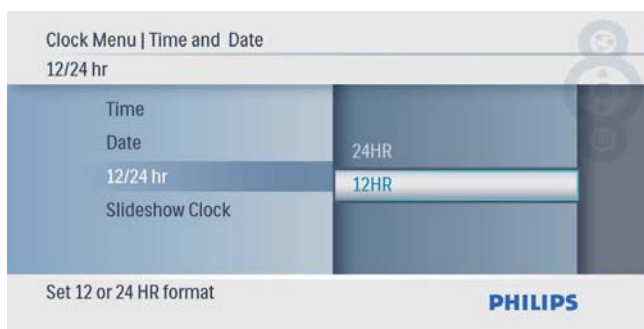 Clock Menu | Time and Date
12/24 hr
Time
Date
12/24 hr
Slideshow Clock
24HR
12HR
Set 12 or 24 HR format
PHILIPS